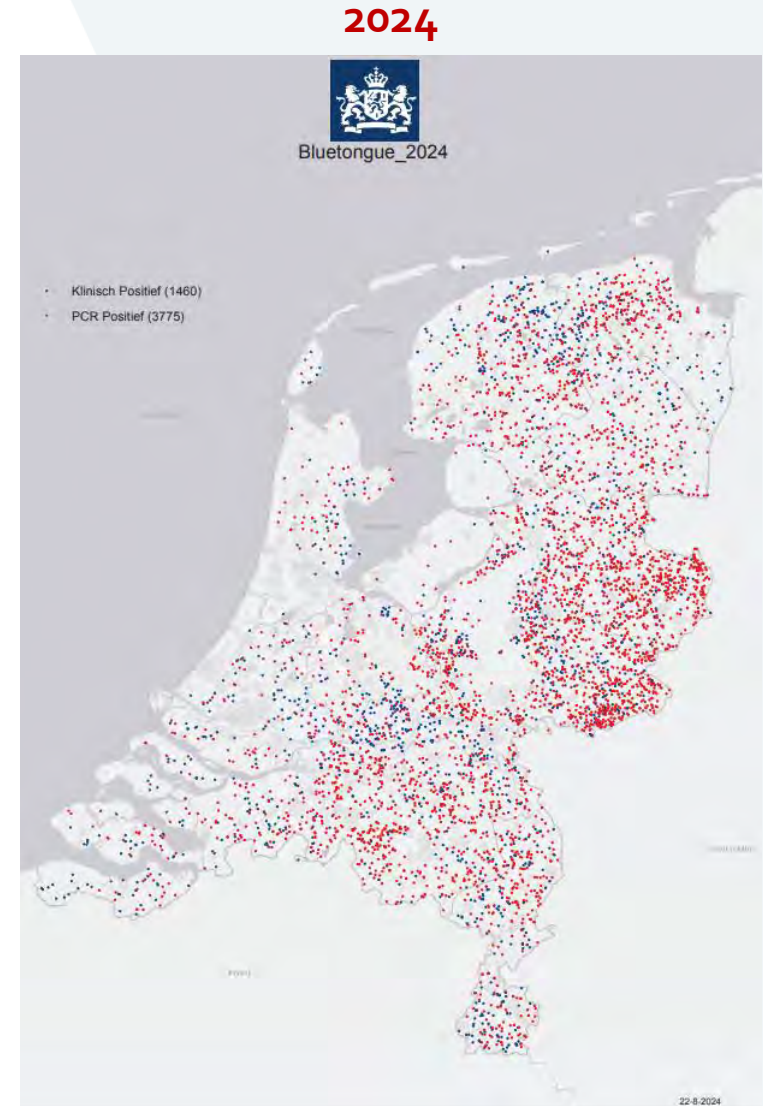 2024
Bluetongue_2024
Klinisch Positief (1460)
PCR Positief (3775)
22-8-2024